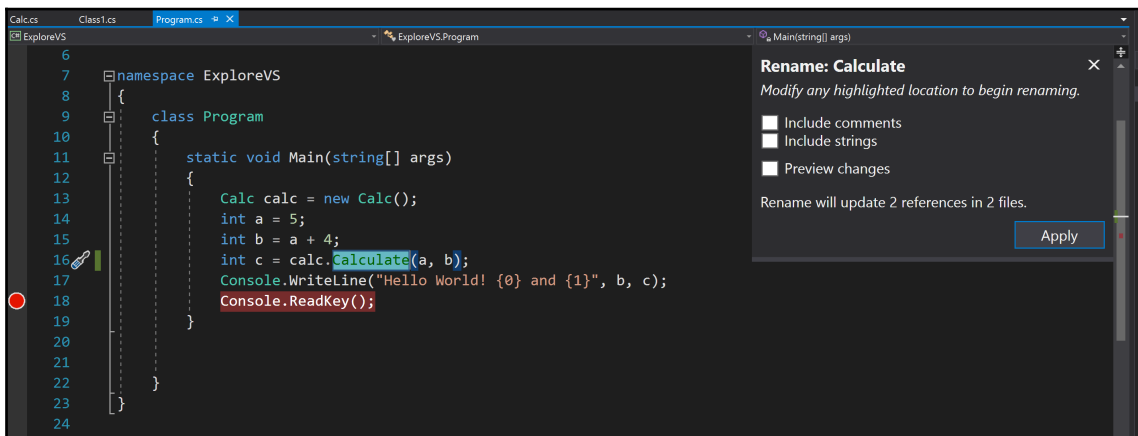 Calc.cs Class1.cs Program.cs
C# ExploreVS ExploreVS.Program Main(string[] args)
6
7 namespace ExploreVS
8 {
9 class Program
10 {
11 static void Main(string[] args)
12 {
13 Calc calc = new Calc();
14 int a = 5;
15 int b = a + 4;
16 int c = calc.Calculate(a, b);
17 Console.WriteLine("Hello World! {0} and {1}", b, c);
18 Console.ReadKey();
19 }
20
21
22 }
23 }
24
Rename: Calculate
Modify any highlighted location to begin renaming.
Include comments
Include strings
Preview changes
Rename will update 2 references in 2 files.
Apply